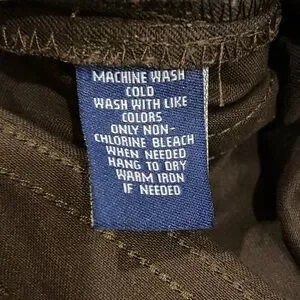 MACHINE WASH
COLD
WASH WITH LIKE
COLORS
ONLY NON-
CHLORINE BLEACH
WHEN NEEDED
HANG TO DRY
WARM IRON
IF NEEDED